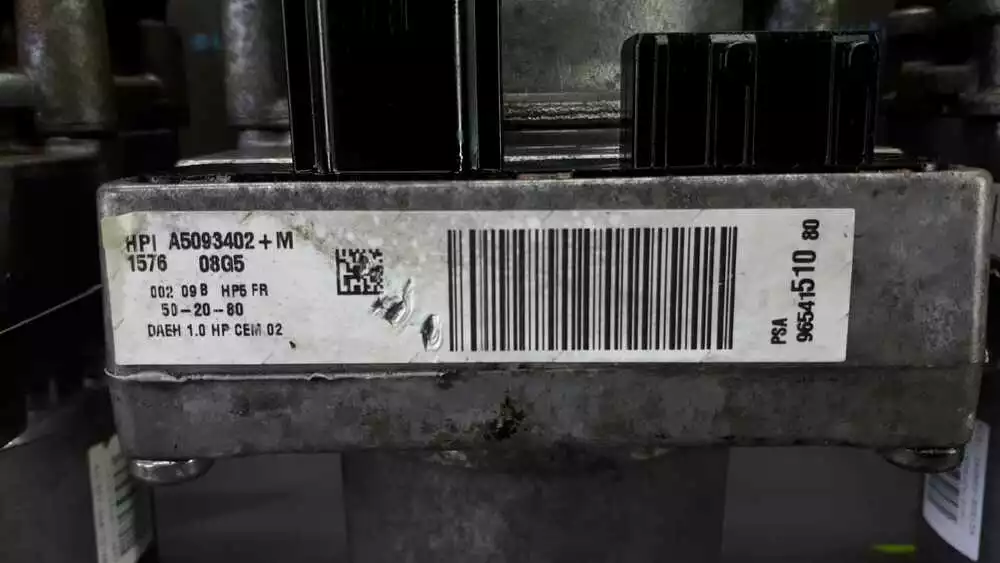 HPI A5093402+M
1576 08G5
002 09B HP5 FR
50-20-80
DAEH 1.0 HP CEM 02
PSA
9654151080